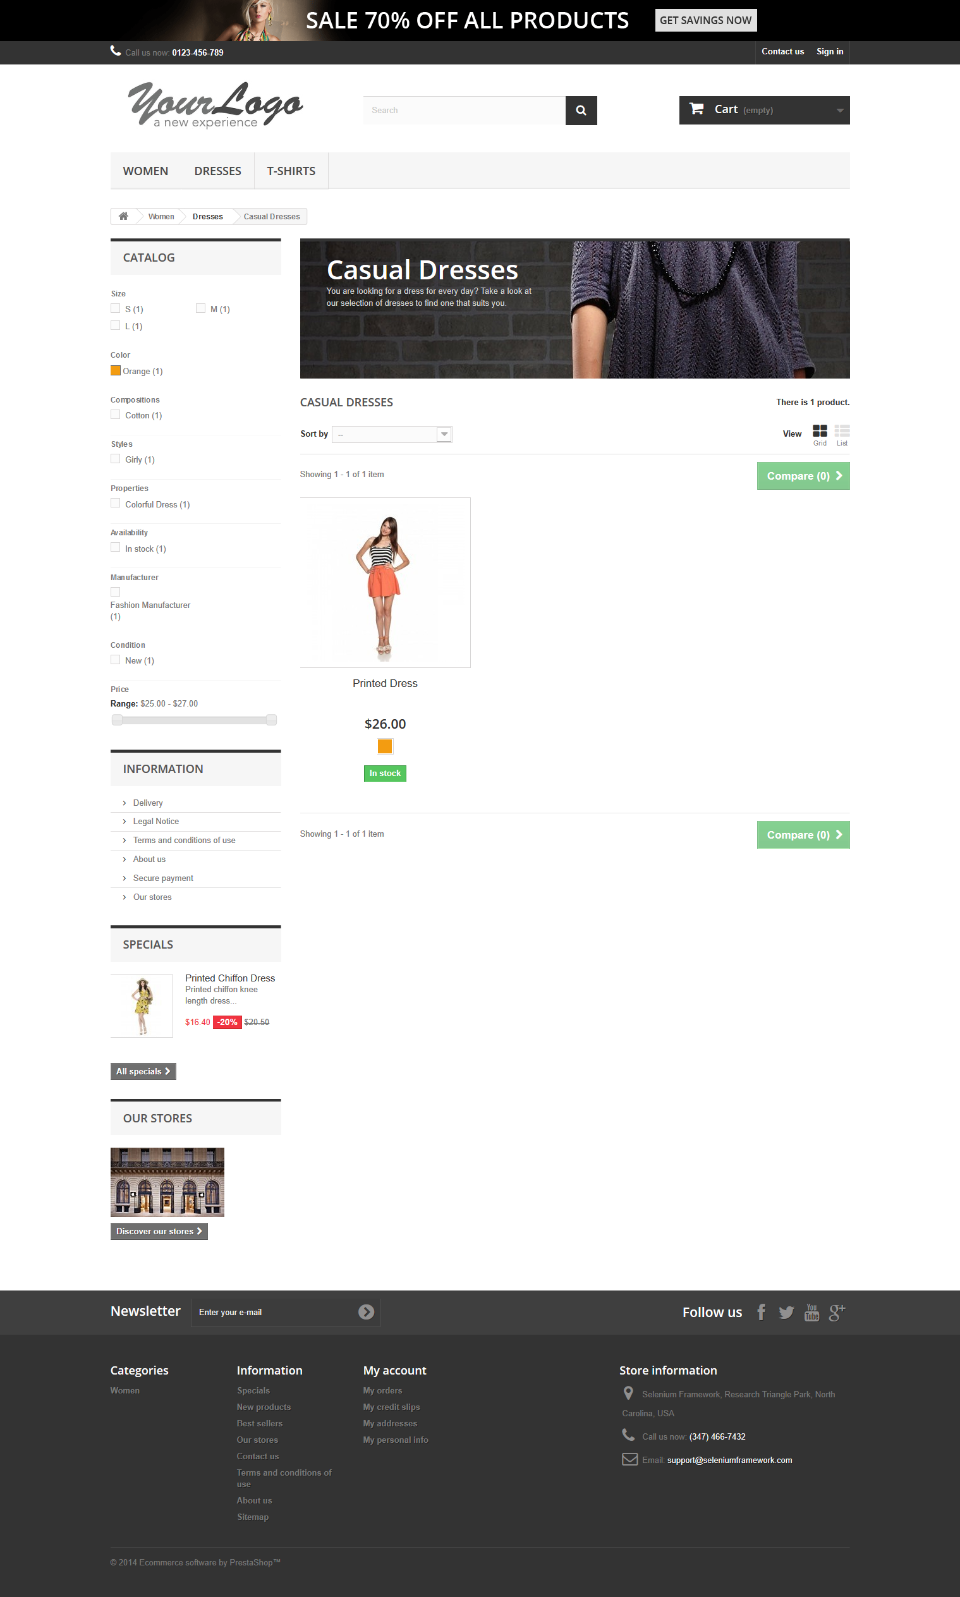 SALE 70% OFF ALL PRODUCTS
GET SAVINGS NOW
Call us now: 0123-456-789
Contact us
Sign in
YourLogo
a new experience
Search
Cart (empty)
WOMEN
DRESSES
T-SHIRTS
Women
Dresses
Casual Dresses
CATALOG
Size
S (1)
M (1)
L (1)
Color
Orange (1)
Compositions
Cotton (1)
Styles
Girly (1)
Properties
Colorful Dress (1)
Availability
In stock (1)
Manufacturer
Fashion Manufacturer
(1)
Condition
New (1)
Price
Range: $25.00 - $27.00
INFORMATION
Delivery
Legal Notice
Terms and conditions of use
About us
Secure payment
Our stores
SPECIALS
Printed Chiffon Dress
Printed chiffon knee
length dress...
$16.40 -20% $20.50
All specials
OUR STORES
Discover our stores
Casual Dresses
You are looking for a dress for every day? Take a look at
our selection of dresses to find one that suits you.
CASUAL DRESSES
There is 1 product.
Sort by
--
View
Grid
List
Showing 1 - 1 of 1 item
Compare (0)
Printed Dress
$26.00
In stock
Showing 1 - 1 of 1 item
Compare (0)
Newsletter
Enter your e-mail
Follow us
Categories
Women
Information
Specials
New products
Best sellers
Our stores
Contact us
Terms and conditions of
use
About us
Sitemap
My account
My orders
My credit slips
My addresses
My personal info
Store information
Selenium Framework, Research Triangle Park, North
Carolina, USA
Call us now: (347) 466-7432
Email: support@seleniumframework.com
© 2014 Ecommerce software by PrestaShop™